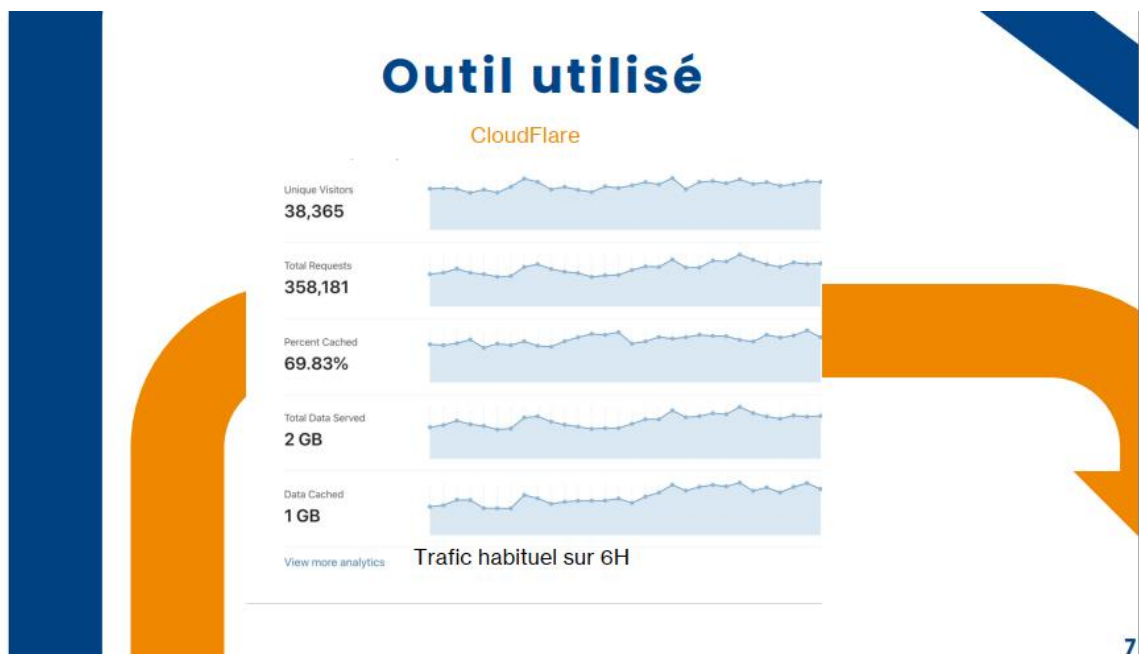 Outil utilisé
CloudFlare
Unique Visitors
38,365
Total Requests
358,181
Percent Cached
69.83%
Total Data Served
2 GB
Data Cached
1 GB
View more analytics
Trafic habituel sur 6H
7